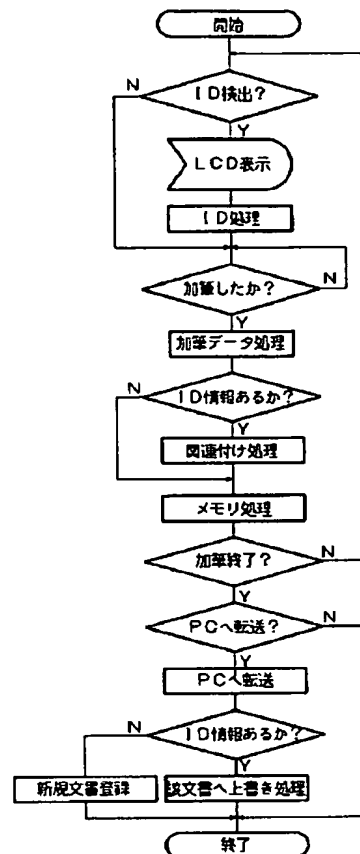 開始
ID検出?
N
Y
LCD表示
ID処理
加筆したか?
N
Y
加筆データ処理
N
ID情報あるか?
Y
関連付け処理
メモリ処理
加筆終了?
N
Y
PCへ転送?
N
Y
PCへ転送
N
ID情報あるか?
Y
新規文書登録
該文書へ上書き処理
終了